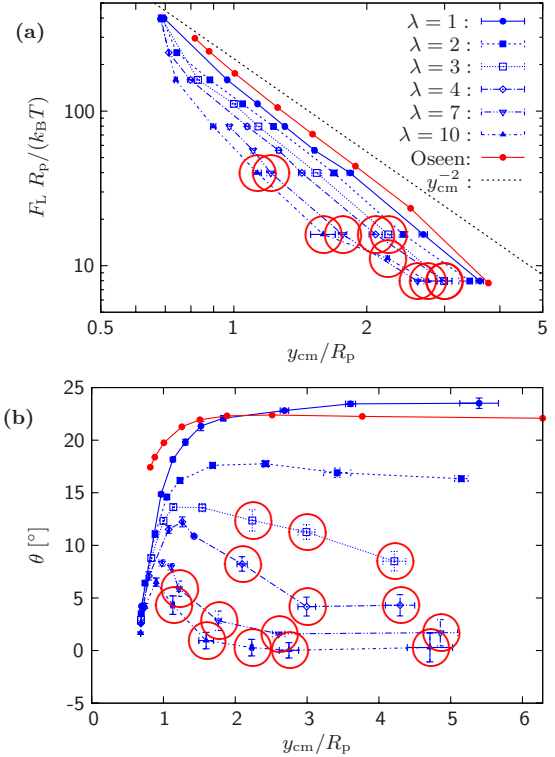 (a)
F_L R_p/(k_BT)
100
10
0.5
1
2
5
y_cm/R_p
λ = 1 :
λ = 2 :
λ = 3 :
λ = 4 :
λ = 7 :
λ = 10 :
Oseen:
y_cm^-2 :
(b)
θ [°]
25
20
15
10
5
0
-5
0
1
2
3
4
5
6
y_cm/R_p